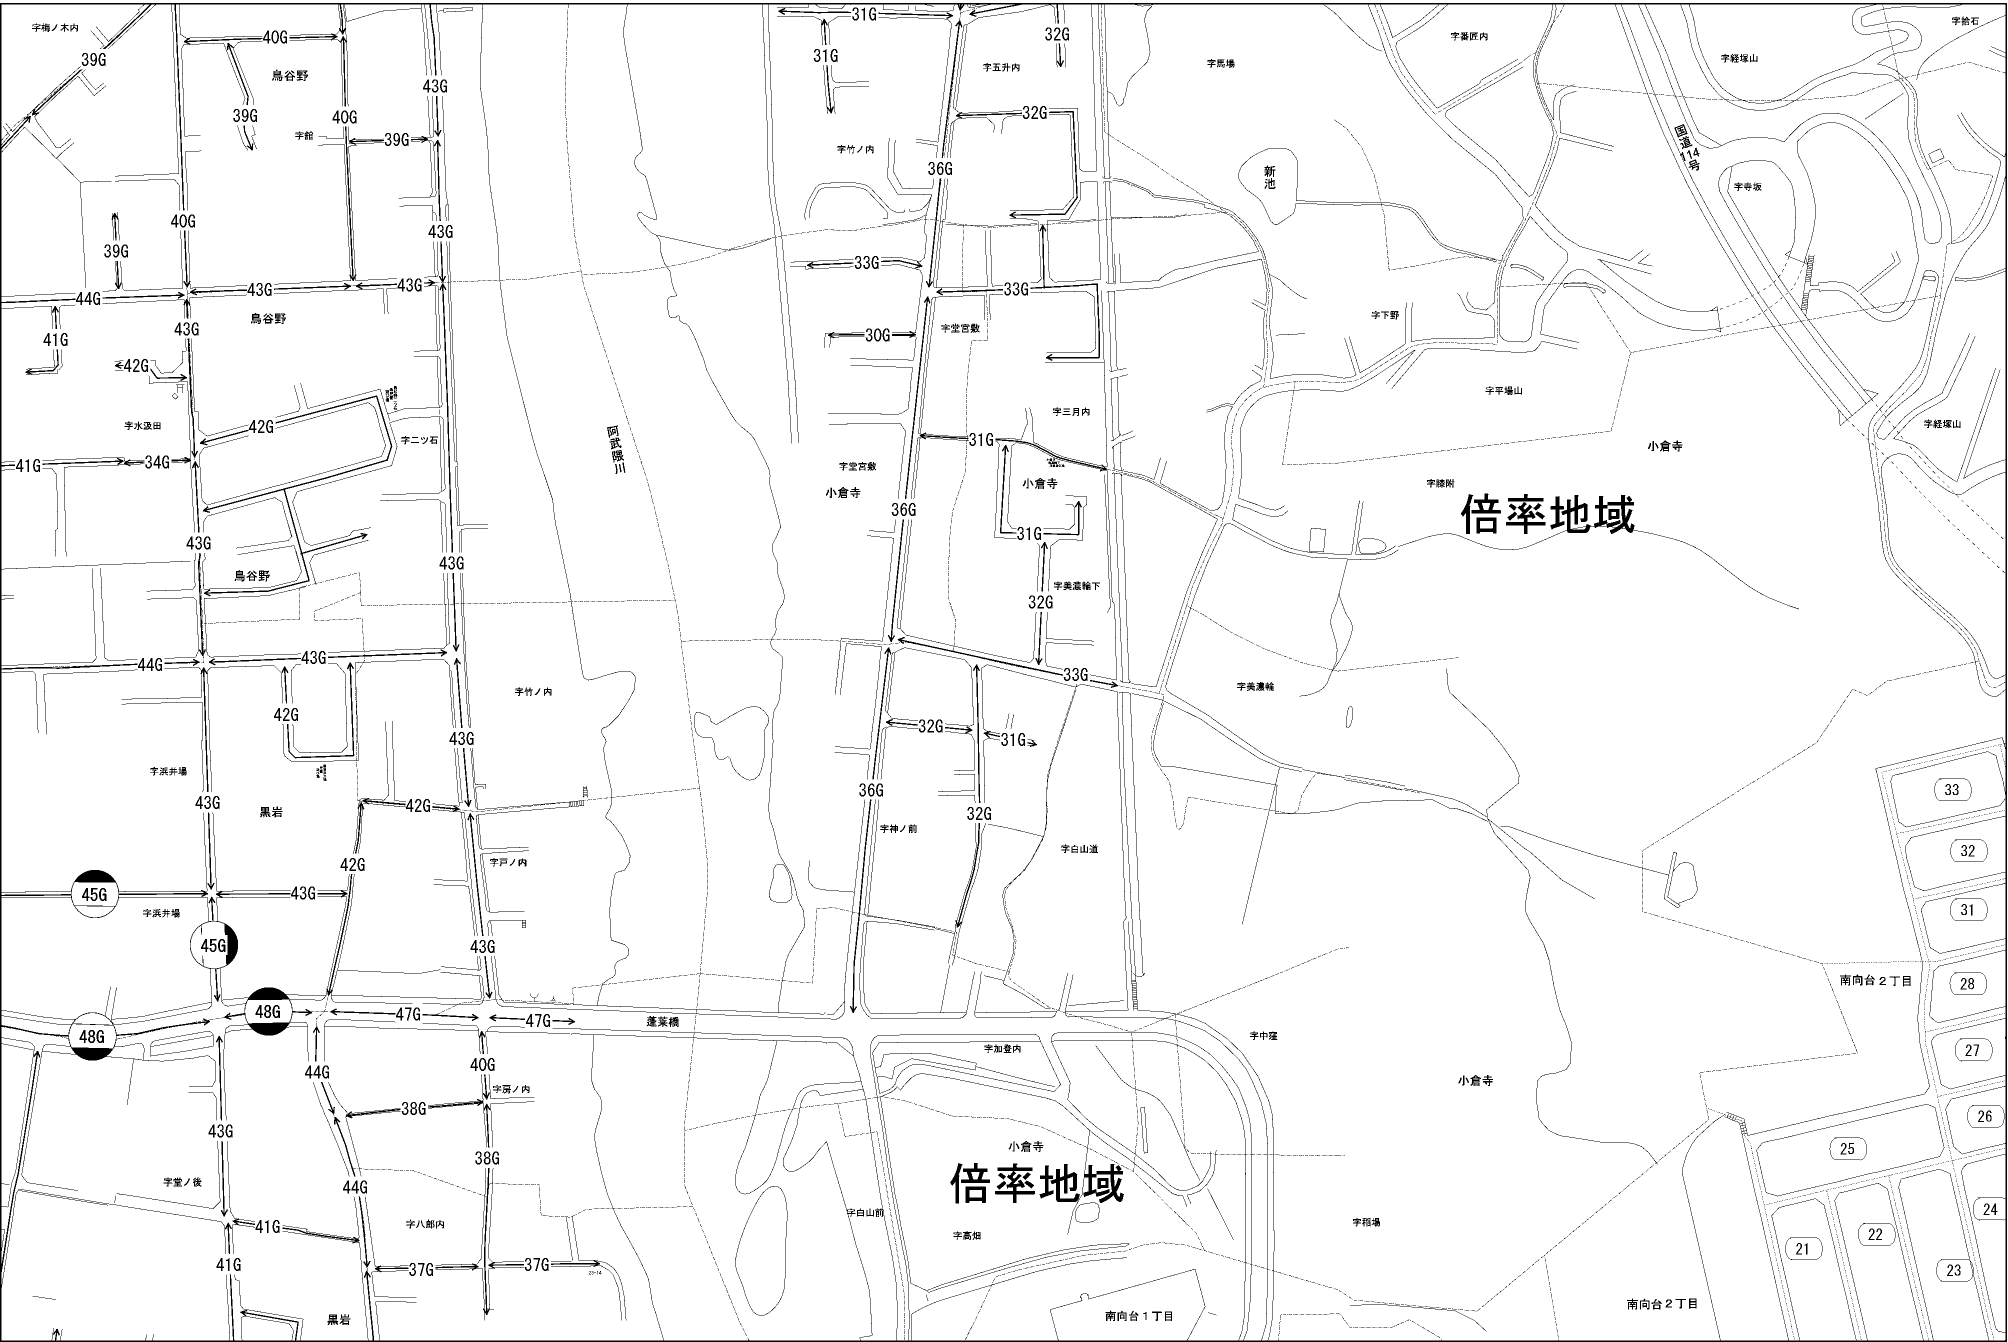 字梅ノ木内
39G
40G
鳥谷野
39G
字館
40G
39G
43G
40G
39G
43G
44G
43G
43G
鳥谷野
43G
41G
42G
字水汲田
42G
字二ツ石
41G
34G
43G
43G
鳥谷野
44G
43G
42G
43G
字浜井場
43G
黒岩
42G
42G
字戸ノ内
45G
43G
字浜井場
45G
43G
48G
48G
47G
47G
蓬莱橋
44G
40G
字房ノ内
38G
43G
38G
字堂ノ後
44G
41G
字八郎内
41G
37G
37G
黒岩
阿武隈川
字竹ノ内
31G
31G
32G
字五升内
32G
字竹ノ内
36G
33G
33G
30G
字堂宮敷
字三月内
31G
字堂宮敷
小倉寺
小倉寺
36G
31G
字美濃輪下
32G
33G
32G
31G
36G
32G
字神ノ前
字白山道
字馬場
新池
字番匠内
国道114号
字経塚山
字拾石
字寺坂
字下野
字平場山
小倉寺
字経塚山
字膝附
倍率地域
字美濃輪
33
32
31
28
27
26
25
24
23
22
21
南向台2丁目
字中窪
小倉寺
字加登内
小倉寺
倍率地域
字白山前
字高畑
字稲場
南向台1丁目
南向台2丁目